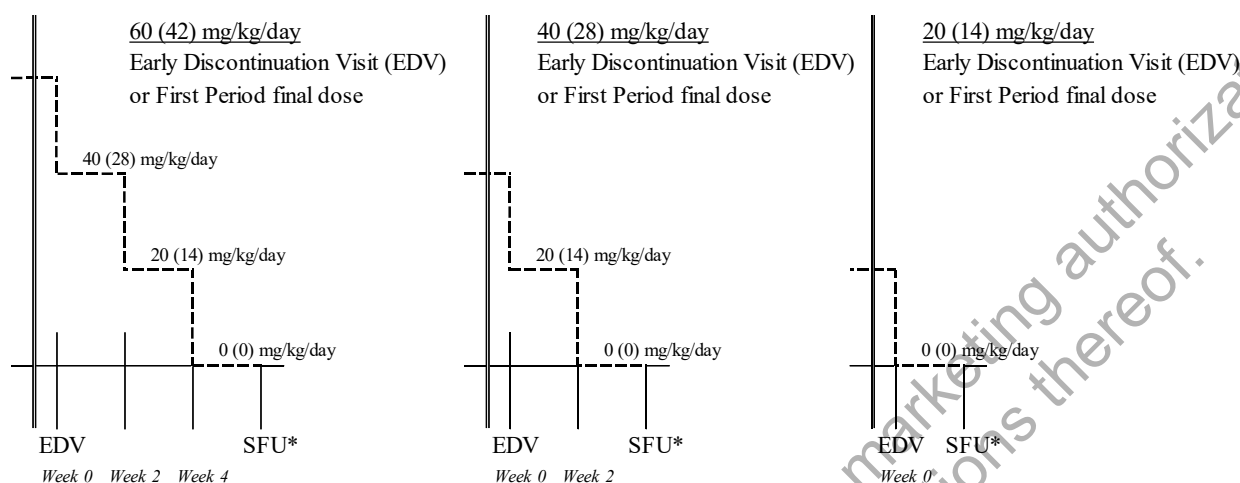 60 (42) mg/kg/day
Early Discontinuation Visit (EDV)
or First Period final dose
40 (28) mg/kg/day
20 (14) mg/kg/day
0 (0) mg/kg/day
EDV SFU*
Week 0 Week 2 Week 4
40 (28) mg/kg/day
Early Discontinuation Visit (EDV)
or First Period final dose
20 (14) mg/kg/day
0 (0) mg/kg/day
EDV SFU*
Week 0 Week 2
20 (14) mg/kg/day
Early Discontinuation Visit (EDV)
or First Period final dose
0 (0) mg/kg/day
EDV SFU*
Week 0
marketing
thereof.